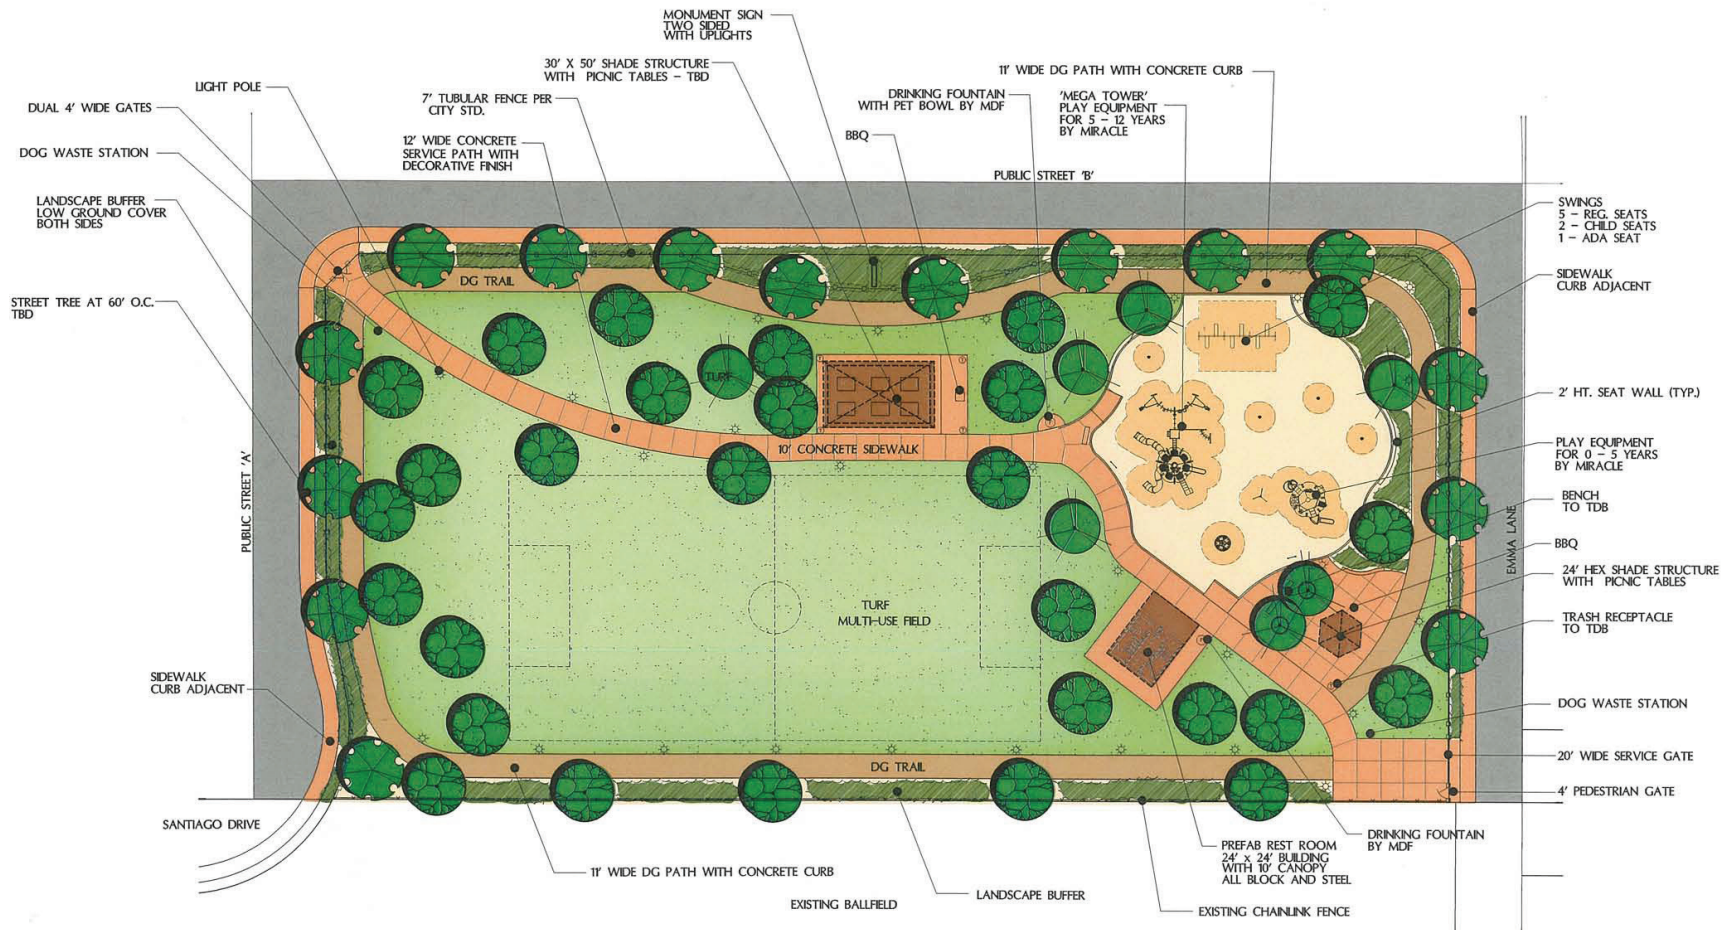 MONUMENT SIGN
TWO SIDED
WITH UPLIGHTS
30' X 50' SHADE STRUCTURE
WITH PICNIC TABLES - TBD
LIGHT POLE
7' TUBULAR FENCE PER
CITY STD.
DUAL 4' WIDE GATES
12' WIDE CONCRETE
SERVICE PATH WITH
DECORATIVE FINISH
DOG WASTE STATION
LANDSCAPE BUFFER
LOW GROUND COVER
BOTH SIDES
DRINKING FOUNTAIN
WITH PET BOWL BY MDF
BBQ
'MEGA TOWER'
PLAY EQUIPMENT
FOR 5 - 12 YEARS
BY MIRACLE
11' WIDE DG PATH WITH CONCRETE CURB
PUBLIC STREET 'B'
SWINGS
5 - REG. SEATS
2 - CHILD SEATS
1 - ADA SEAT
SIDEWALK
CURB ADJACENT
DG TRAIL
STREET TREE AT 60' O.C.
TBD
TURF
2' HT. SEAT WALL (TYP.)
10' CONCRETE SIDEWALK
PLAY EQUIPMENT
FOR 0 - 5 YEARS
BY MIRACLE
PUBLIC STREET 'A'
BENCH
TO TDB
EMMA LANE
BBQ
24' HEX SHADE STRUCTURE
WITH PICNIC TABLES
TURF
MULTI-USE FIELD
TRASH RECEPTACLE
TO TDB
SIDEWALK
CURB ADJACENT
DOG WASTE STATION
20' WIDE SERVICE GATE
DG TRAIL
4' PEDESTRIAN GATE
SANTIAGO DRIVE
DRINKING FOUNTAIN
BY MDF
PREFAB REST ROOM
24' x 24' BUILDING
WITH 10' CANOPY
ALL BLOCK AND STEEL
11' WIDE DG PATH WITH CONCRETE CURB
LANDSCAPE BUFFER
EXISTING BALLFIELD
EXISTING CHAINLINK FENCE